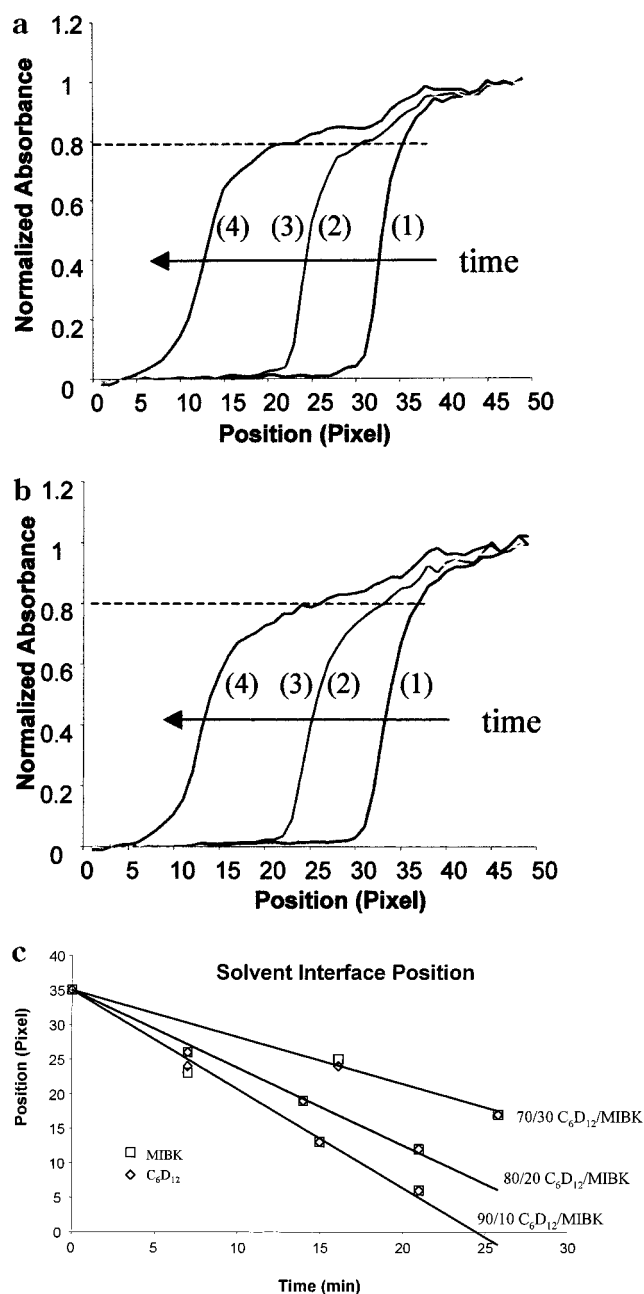 a
1.2
1
0.8
0.6
0.4
0.2
0
Normalized Absorbance
(4)
(3)
(2)
(1)
time
0 5 10 15 20 25 30 35 40 45 50
Position (Pixel)
b
1.2
1
0.8
0.6
0.4
0.2
0
Normalized Absorbance
(4)
(3)
(2)
(1)
time
0 5 10 15 20 25 30 35 40 45 50
Position (Pixel)
c
Solvent Interface Position
40
35
30
25
20
15
10
5
0
Position (Pixel)
MIBK
C₆D₁₂
70/30 C₆D₁₂/MIBK
80/20 C₆D₁₂/MIBK
90/10 C₆D₁₂/MIBK
0 5 10 15 20 25 30
Time (min)